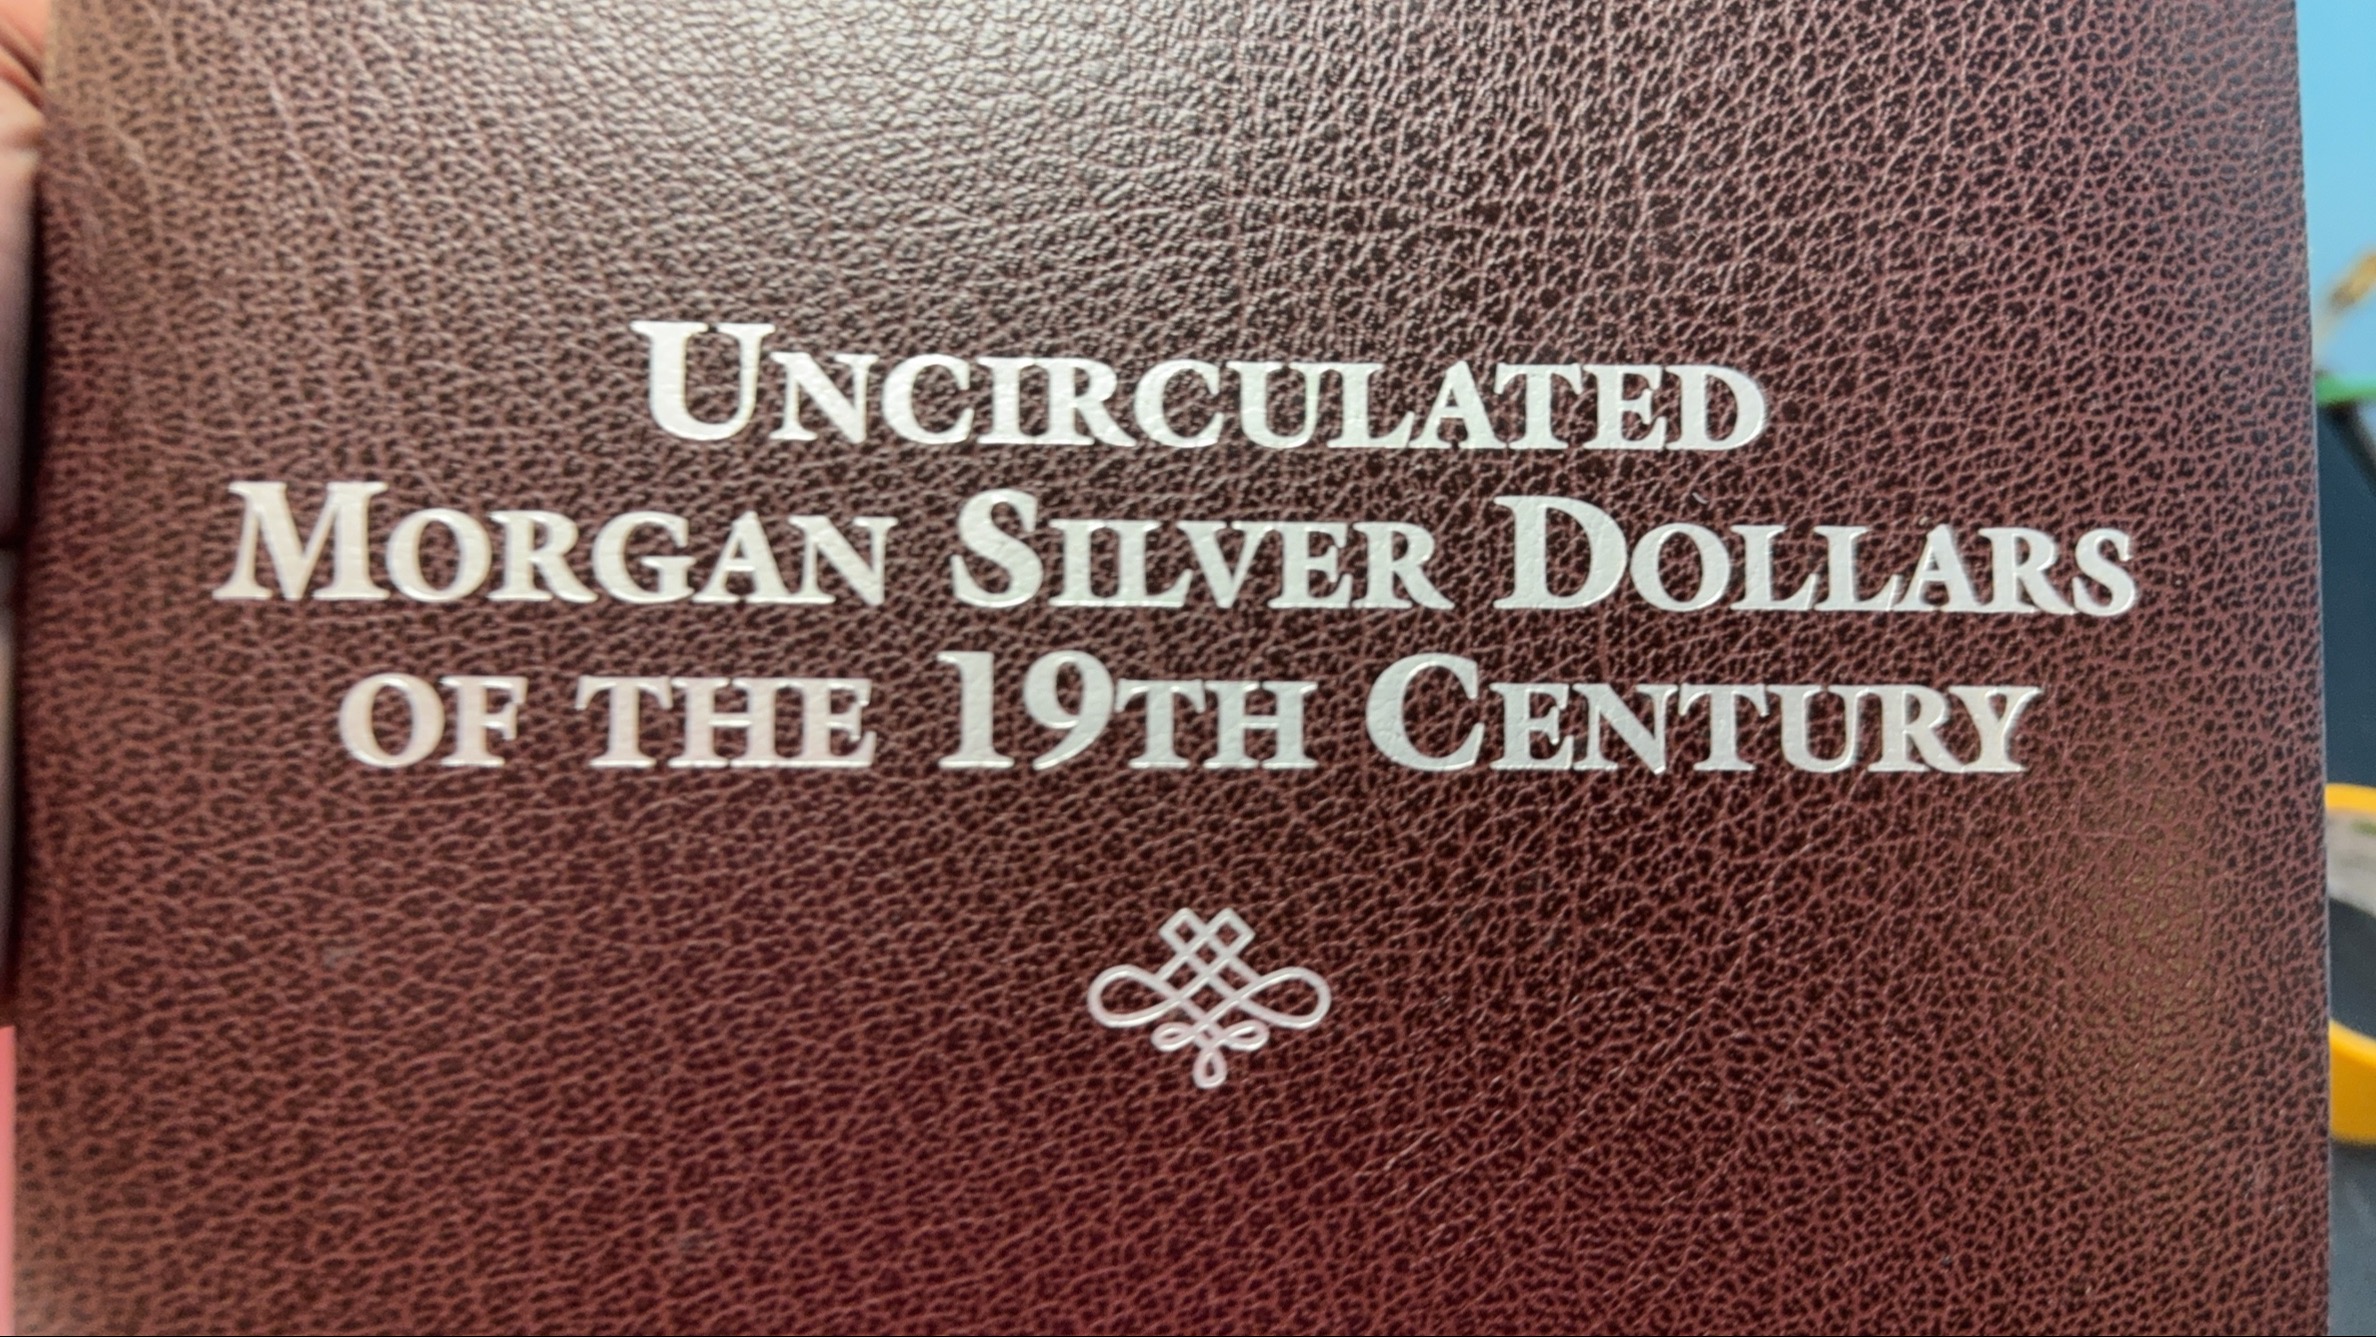 Uncirculated
Morgan Silver Dollars
of the 19th Century